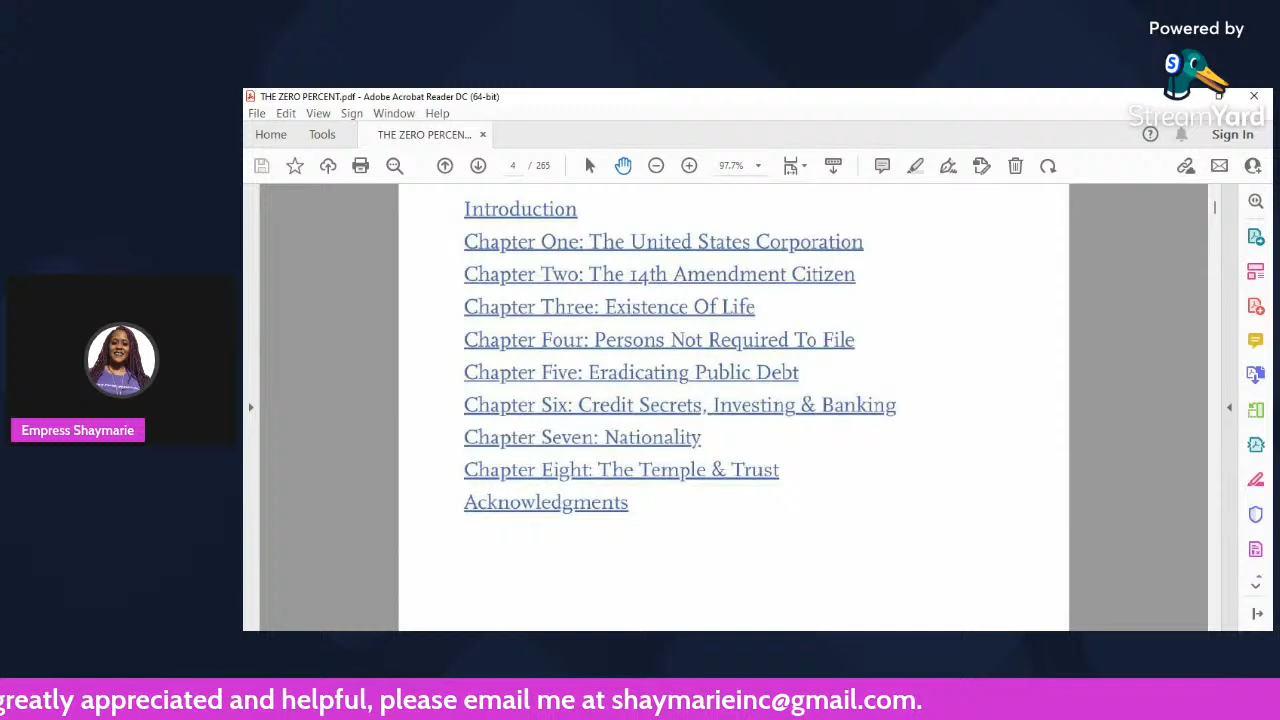 Powered by
StreamYard
THE ZERO PERCENT.pdf - Adobe Acrobat Reader DC (64-bit)
File Edit View Sign Window Help
Home Tools THE ZERO PERCEN... × Sign In
4 / 265 97.7%
Introduction
Chapter One: The United States Corporation
Chapter Two: The 14th Amendment Citizen
Chapter Three: Existence Of Life
Chapter Four: Persons Not Required To File
Chapter Five: Eradicating Public Debt
Chapter Six: Credit Secrets, Investing & Banking
Chapter Seven: Nationality
Chapter Eight: The Temple & Trust
Acknowledgments
Empress Shaymarie
greatly appreciated and helpful, please email me at shaymarieinc@gmail.com.